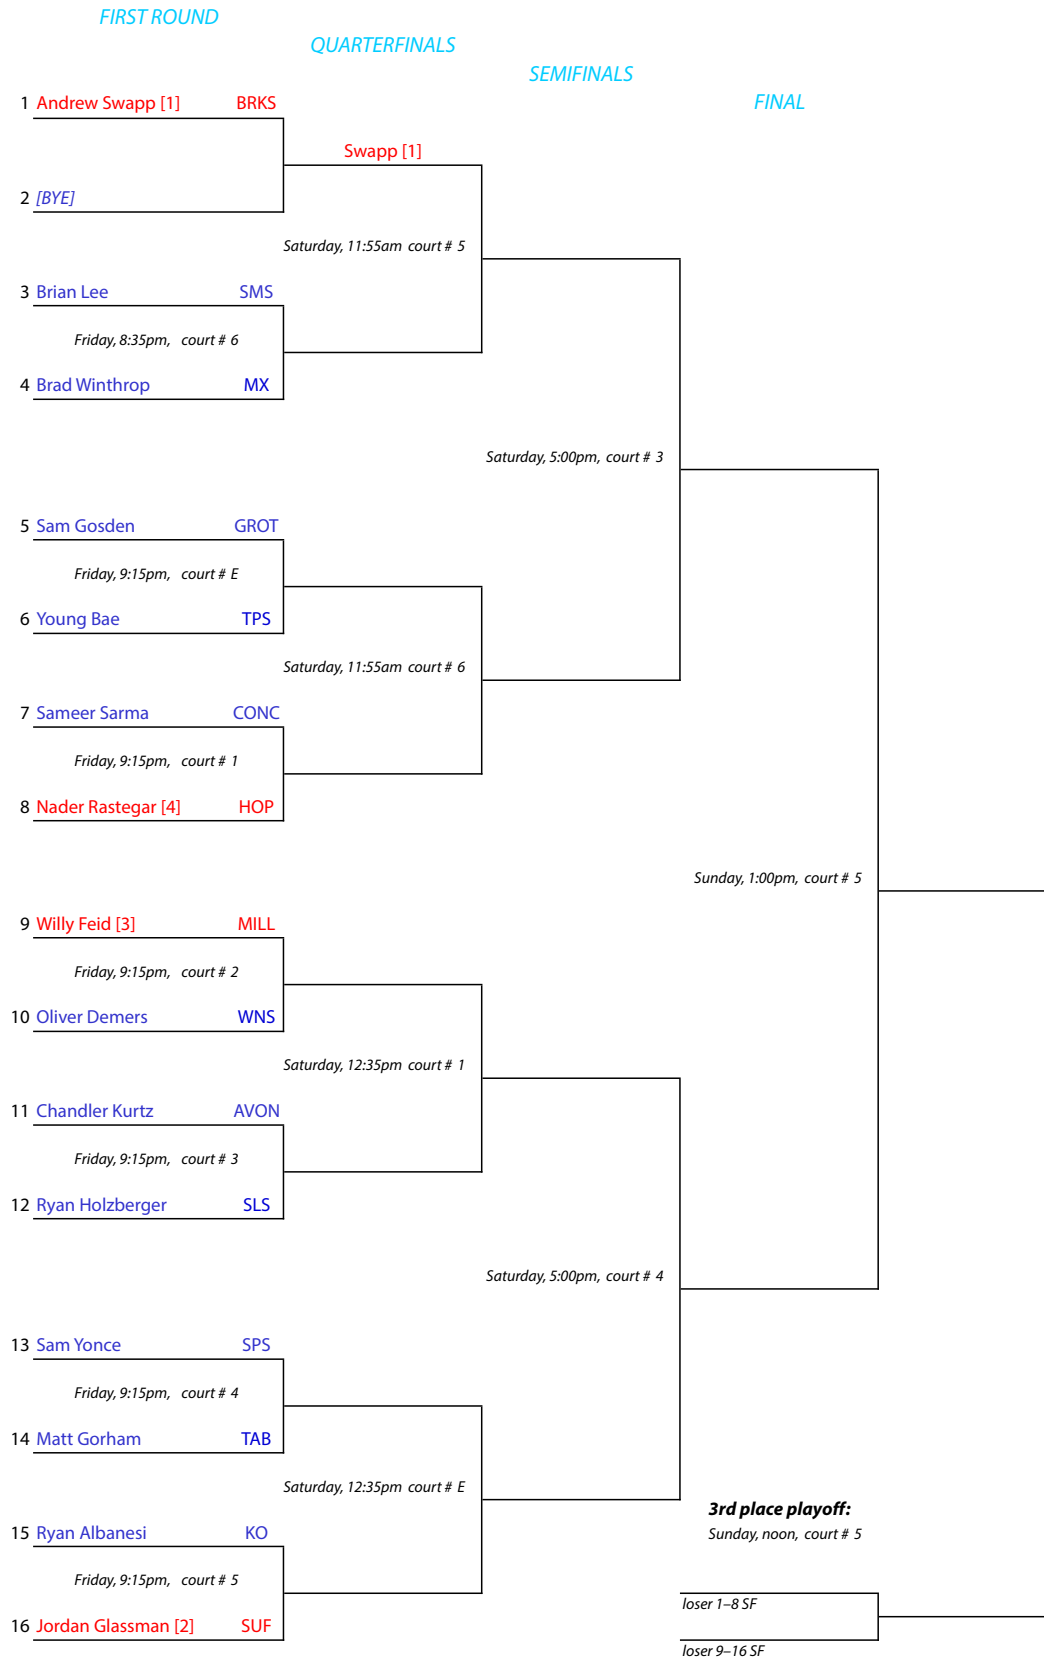 FIRST ROUND
QUARTERFINALS
SEMIFINALS
FINAL
1 Andrew Swapp [1] BRKS
Swapp [1]
2 [BYE]
Saturday, 11:55am court # 5
3 Brian Lee SMS
Friday, 8:35pm, court # 6
4 Brad Winthrop MX
Saturday, 5:00pm, court # 3
5 Sam Gosden GROT
Friday, 9:15pm, court # E
6 Young Bae TPS
Saturday, 11:55am court # 6
7 Sameer Sarma CONC
Friday, 9:15pm, court # 1
8 Nader Rastegar [4] HOP
Sunday, 1:00pm, court # 5
9 Willy Feid [3] MILL
Friday, 9:15pm, court # 2
10 Oliver Demers WNS
Saturday, 12:35pm court # 1
11 Chandler Kurtz AVON
Friday, 9:15pm, court # 3
12 Ryan Holzberger SLS
Saturday, 5:00pm, court # 4
13 Sam Yonce SPS
Friday, 9:15pm, court # 4
14 Matt Gorham TAB
Saturday, 12:35pm court # E
3rd place playoff:
Sunday, noon, court # 5
15 Ryan Albanesi KO
Friday, 9:15pm, court # 5
loser 1–8 SF
16 Jordan Glassman [2] SUF
loser 9–16 SF